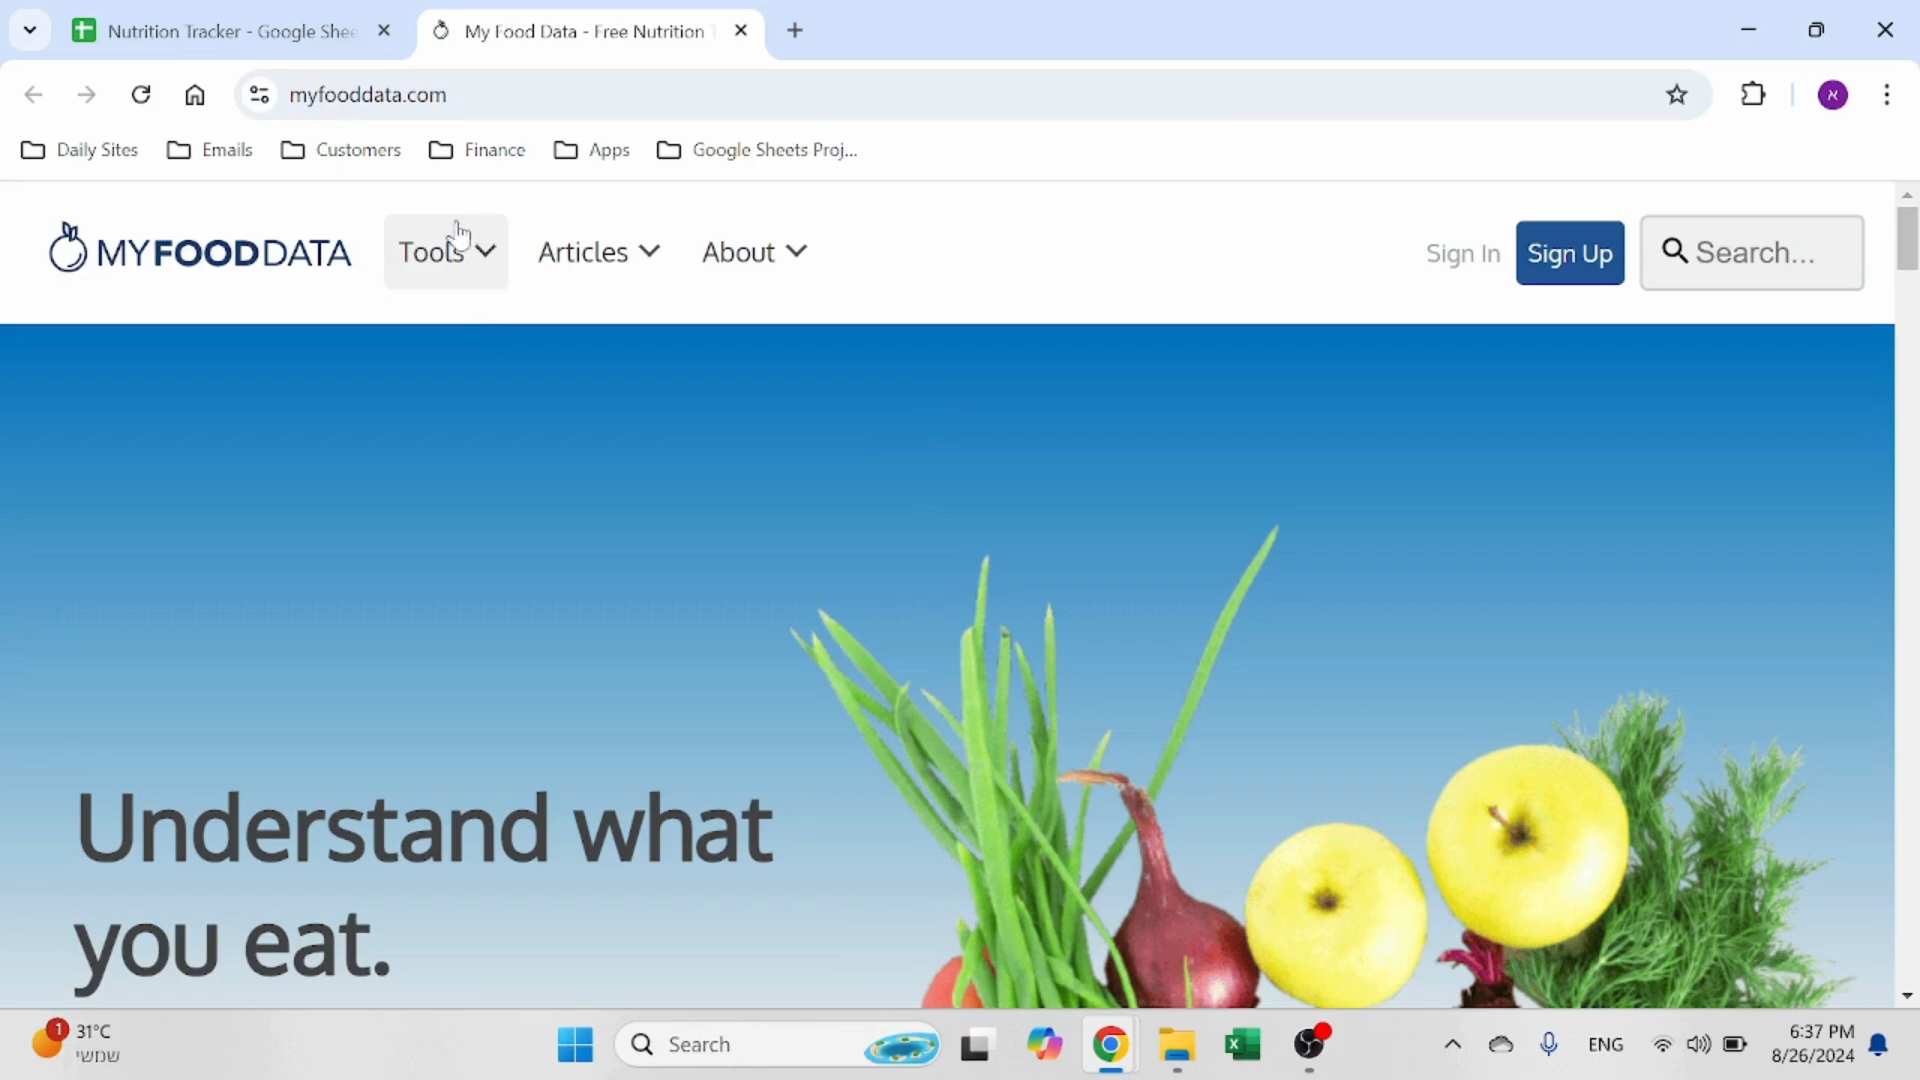 Nutrition Tracker - Google Shee
My Food Data - Free Nutrition
myfooddata.com
א
Daily Sites
Emails
Customers
Finance
Apps
Google Sheets Proj...
MYFOODDATA
Tools
Articles
About
Sign In
Sign Up
Search...
Understand what
you eat.
1
31°C
שמשי
Search
ENG
6:37 PM
8/26/2024